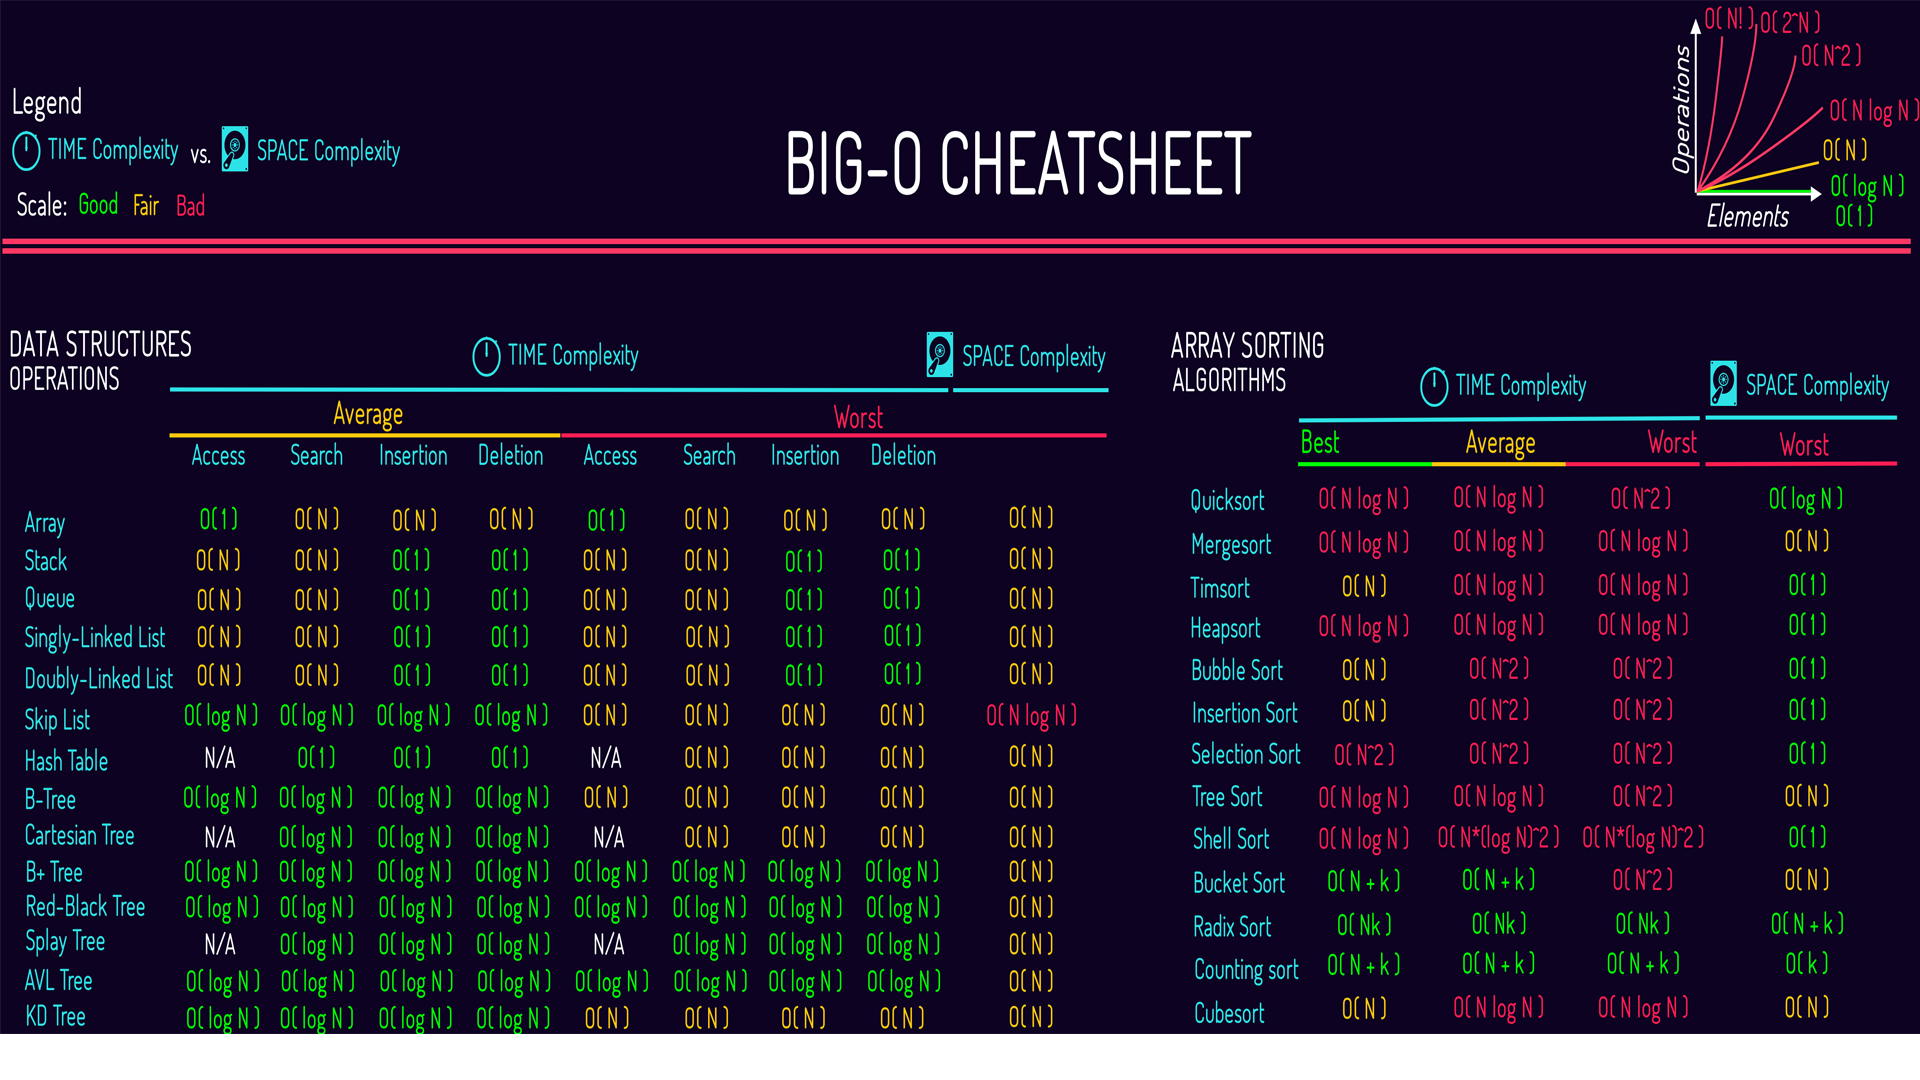 O( N! ) O( 2^N )
O( N^2 )
O( N log N )
O( N )
O( log N )
O( 1 )
Operations
Elements
Legend
TIME Complexity vs. SPACE Complexity
Scale: Good Fair Bad
BIG-O CHEATSHEET
DATA STRUCTURES
OPERATIONS
TIME Complexity SPACE Complexity
Average Worst
Access Search Insertion Deletion Access Search Insertion Deletion
Array O( 1 ) O( N ) O( N ) O( N ) O( 1 ) O( N ) O( N ) O( N ) O( N )
Stack O( N ) O( N ) O( 1 ) O( 1 ) O( N ) O( N ) O( 1 ) O( 1 ) O( N )
Queue O( N ) O( N ) O( 1 ) O( 1 ) O( N ) O( N ) O( 1 ) O( 1 ) O( N )
Singly-Linked List O( N ) O( N ) O( 1 ) O( 1 ) O( N ) O( N ) O( 1 ) O( 1 ) O( N )
Doubly-Linked List O( N ) O( N ) O( 1 ) O( 1 ) O( N ) O( N ) O( 1 ) O( 1 ) O( N )
Skip List O( log N ) O( log N ) O( log N ) O( log N ) O( N ) O( N ) O( N ) O( N ) O( N log N )
Hash Table N/A O( 1 ) O( 1 ) O( 1 ) N/A O( N ) O( N ) O( N ) O( N )
B-Tree O( log N ) O( log N ) O( log N ) O( log N ) O( N ) O( N ) O( N ) O( N ) O( N )
Cartesian Tree N/A O( log N ) O( log N ) O( log N ) N/A O( N ) O( N ) O( N ) O( N )
B+ Tree O( log N ) O( log N ) O( log N ) O( log N ) O( log N ) O( log N ) O( log N ) O( log N ) O( N )
Red-Black Tree O( log N ) O( log N ) O( log N ) O( log N ) O( log N ) O( log N ) O( log N ) O( log N ) O( N )
Splay Tree N/A O( log N ) O( log N ) O( log N ) N/A O( log N ) O( log N ) O( log N ) O( N )
AVL Tree O( log N ) O( log N ) O( log N ) O( log N ) O( log N ) O( log N ) O( log N ) O( log N ) O( N )
KD Tree O( log N ) O( log N ) O( log N ) O( log N ) O( N ) O( N ) O( N ) O( N ) O( N )
ARRAY SORTING
ALGORITHMS
TIME Complexity SPACE Complexity
Best Average Worst Worst
Quicksort O( N log N ) O( N log N ) O( N^2 ) O( log N )
Mergesort O( N log N ) O( N log N ) O( N log N ) O( N )
Timsort O( N ) O( N log N ) O( N log N ) O( 1 )
Heapsort O( N log N ) O( N log N ) O( N log N ) O( 1 )
Bubble Sort O( N ) O( N^2 ) O( N^2 ) O( 1 )
Insertion Sort O( N ) O( N^2 ) O( N^2 ) O( 1 )
Selection Sort O( N^2 ) O( N^2 ) O( N^2 ) O( 1 )
Tree Sort O( N log N ) O( N log N ) O( N^2 ) O( N )
Shell Sort O( N log N ) O( N*(log N)^2 ) O( N*(log N)^2 ) O( 1 )
Bucket Sort O( N + k ) O( N + k ) O( N^2 ) O( N )
Radix Sort O( Nk ) O( Nk ) O( Nk ) O( N + k )
Counting sort O( N + k ) O( N + k ) O( N + k ) O( k )
Cubesort O( N ) O( N log N ) O( N log N ) O( N )